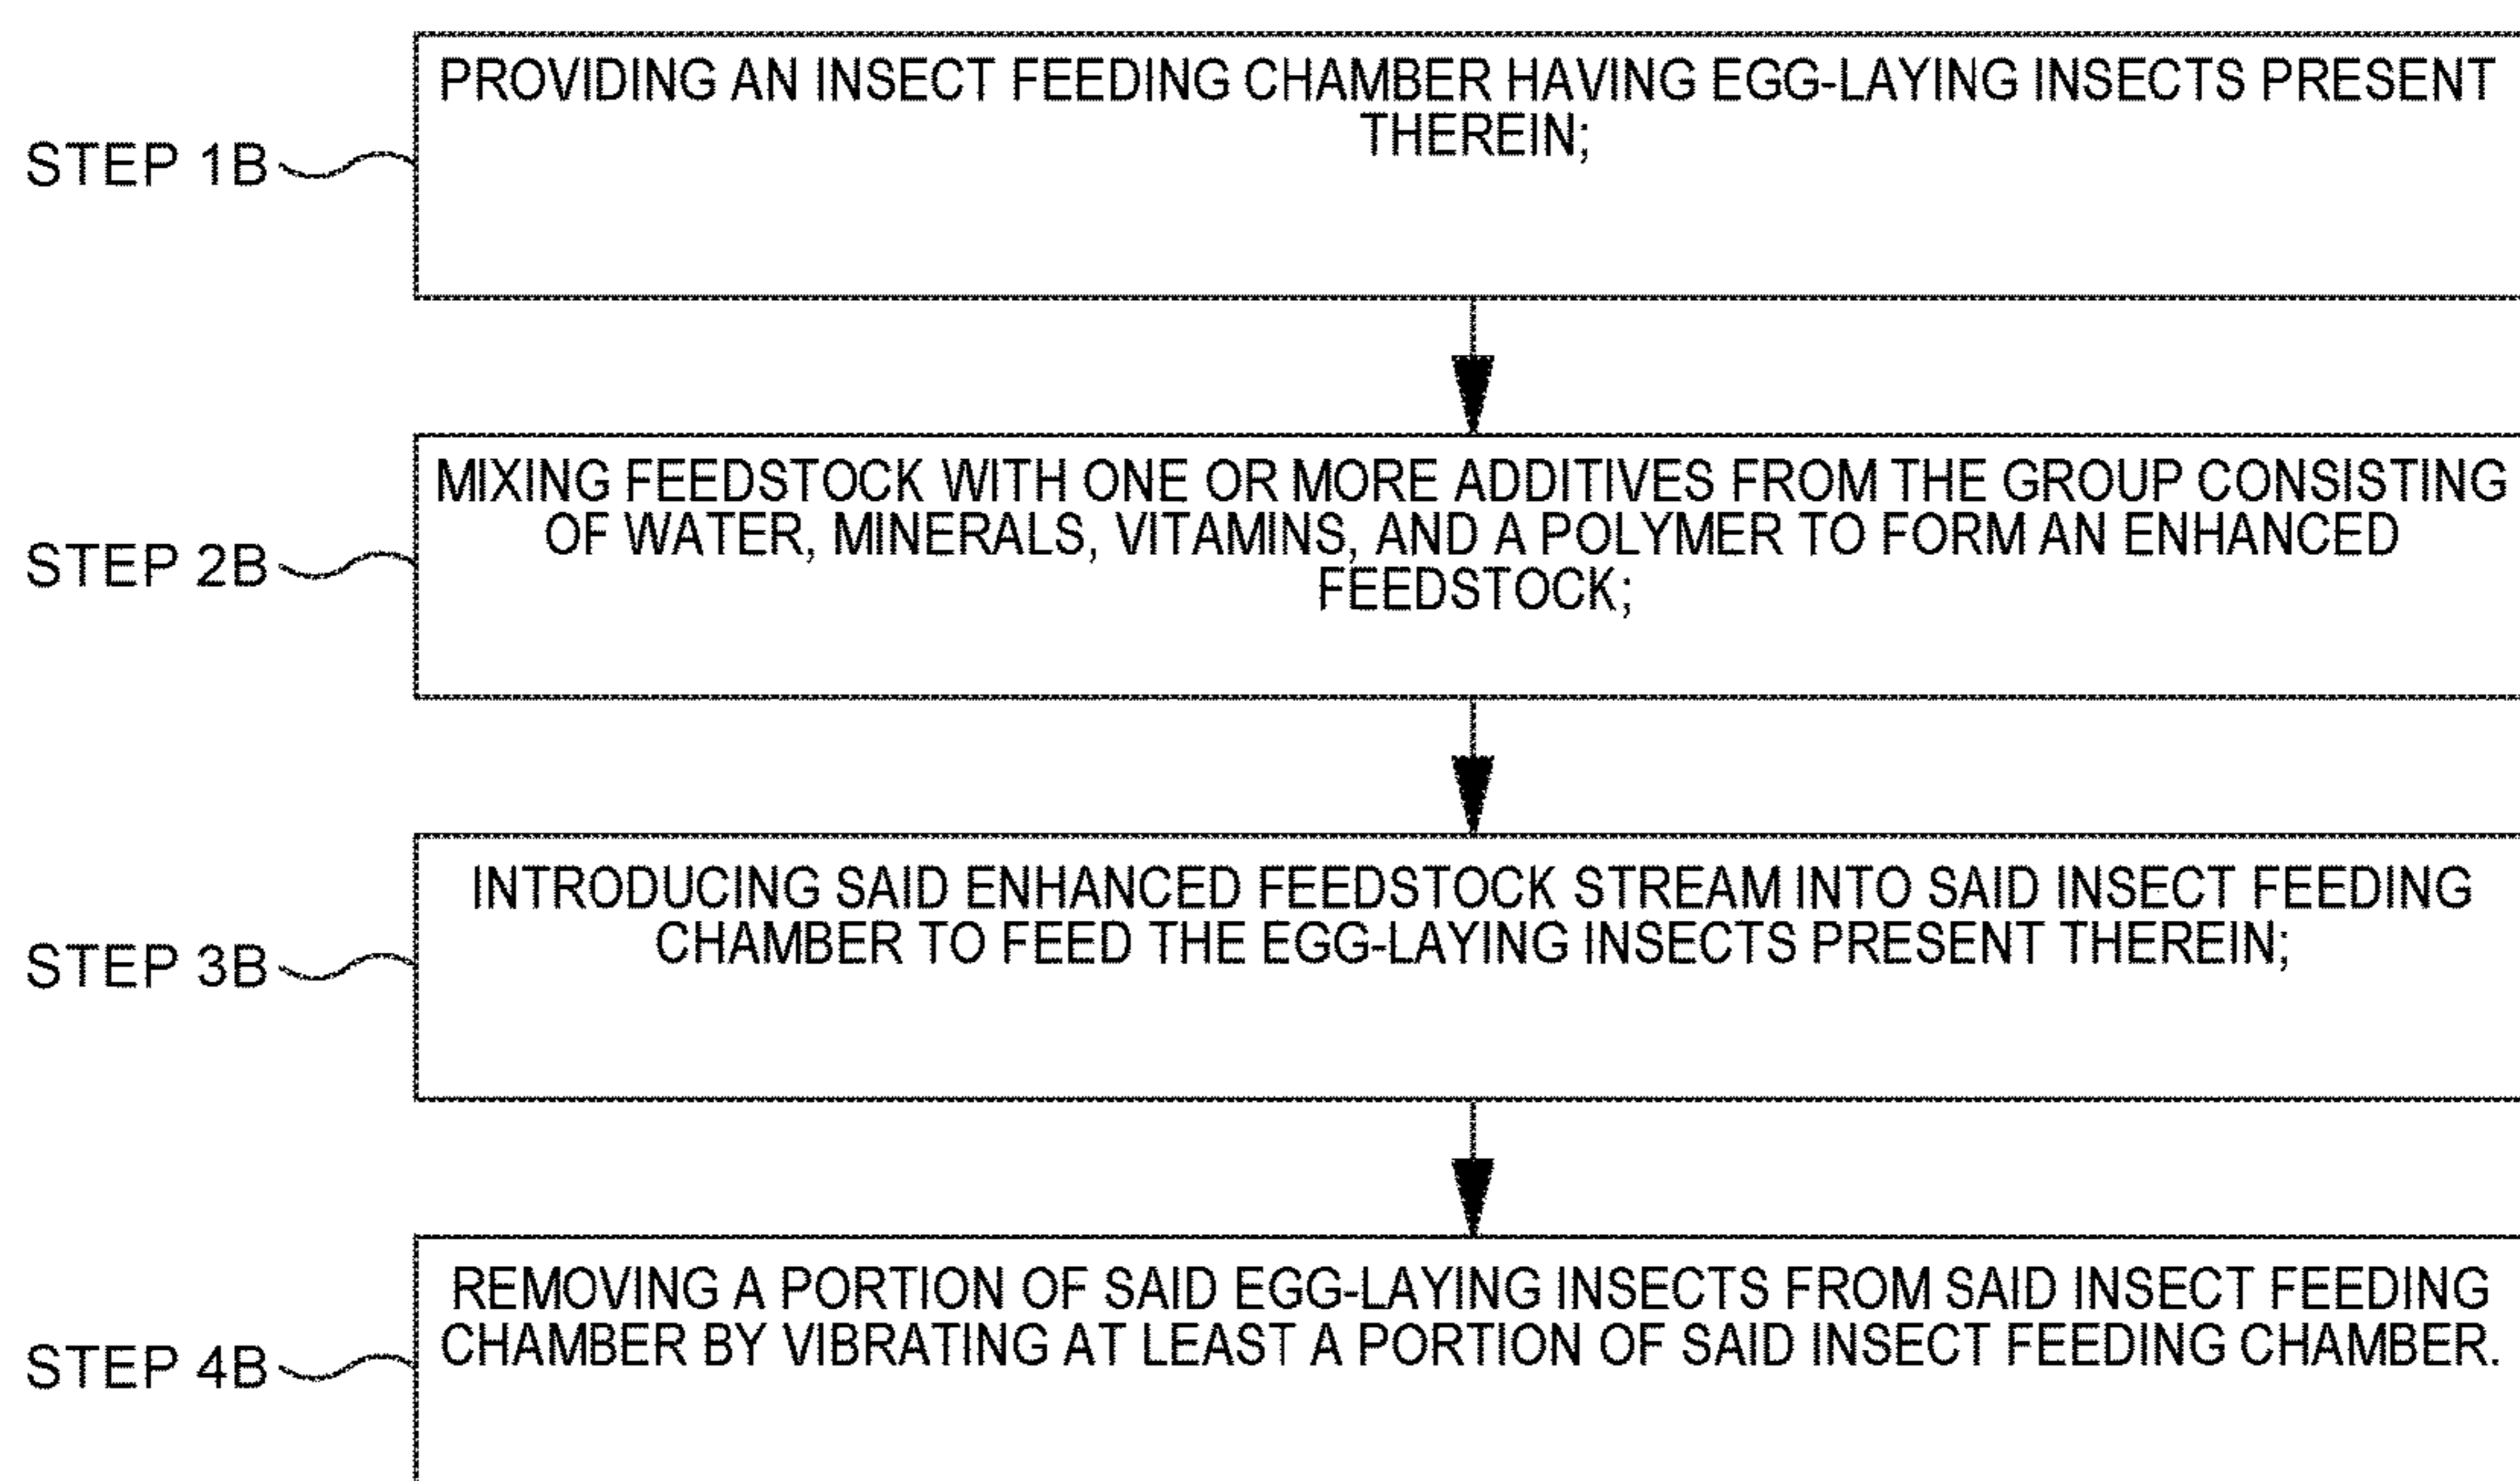 PROVIDING AN INSECT FEEDING CHAMBER HAVING EGG-LAYING INSECTS PRESENT
THEREIN;
STEP 1B
MIXING FEEDSTOCK WITH ONE OR MORE ADDITIVES FROM THE GROUP CONSISTING
OF WATER, MINERALS, VITAMINS, AND A POLYMER TO FORM AN ENHANCED
FEEDSTOCK;
STEP 2B
INTRODUCING SAID ENHANCED FEEDSTOCK STREAM INTO SAID INSECT FEEDING
CHAMBER TO FEED THE EGG-LAYING INSECTS PRESENT THEREIN;
STEP 3B
REMOVING A PORTION OF SAID EGG-LAYING INSECTS FROM SAID INSECT FEEDING
CHAMBER BY VIBRATING AT LEAST A PORTION OF SAID INSECT FEEDING CHAMBER.
STEP 4B